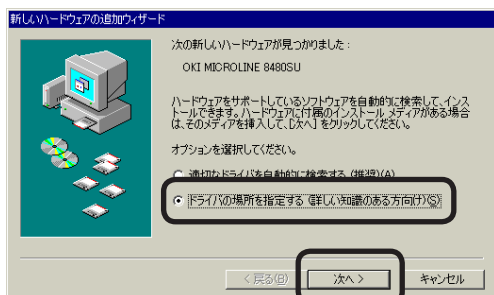 新しいハードウェアの追加ウィザード
次の新しいハードウェアが見つかりました：
OKI MICROLINE 8480SU
ハードウェアをサポートしているソフトウェアを自動的に検索して、インス
トールできます。ハードウェアに付属のインストール メディアがある場合
は、そのメディアを挿入して、[次へ] をクリックしてください。
オプションを選択してください。
適切なドライバを自動的に検索する (推奨)(A)
ドライバの場所を指定する (詳しい知識のある方向け)(S)
< 戻る(B)
次へ >
キャンセル